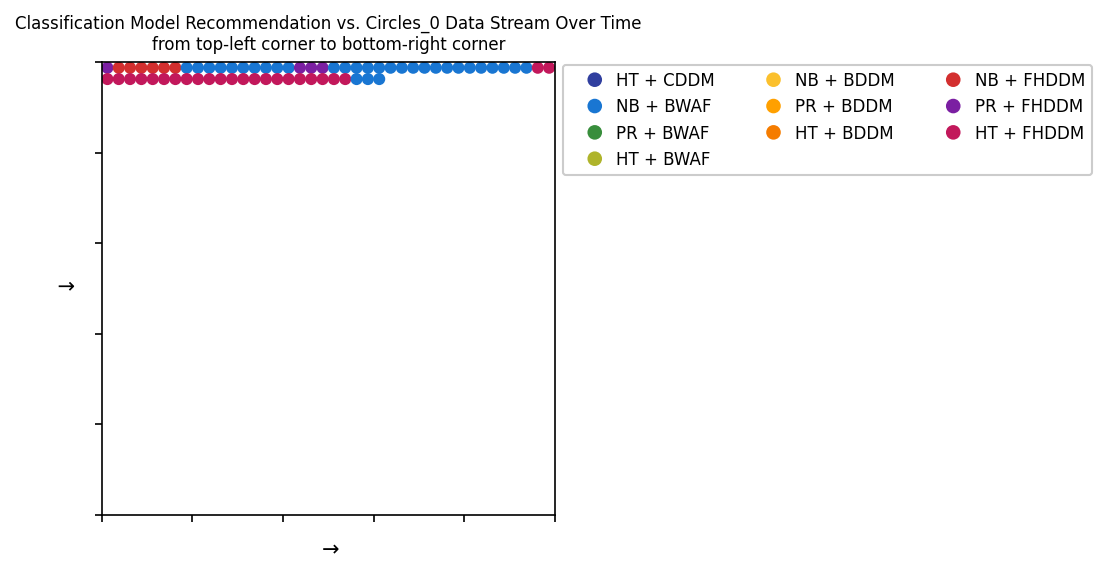 Classification Model Recommendation vs. Circles_0 Data Stream Over Time
from top-left corner to bottom-right corner
HT + CDDM
NB + BWAF
PR + BWAF
HT + BWAF
NB + BDDM
PR + BDDM
HT + BDDM
NB + FHDDM
PR + FHDDM
HT + FHDDM
→
→